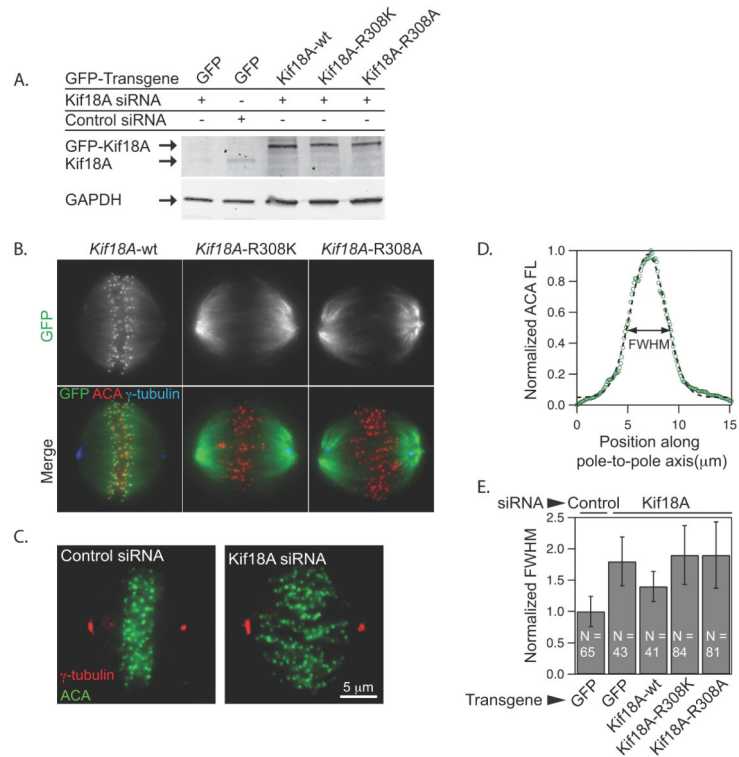 A.
GFP-Transgene
GFP
GFP
Kif18A-wt
Kif18A-R308K
Kif18A-R308A
Kif18A siRNA + - + + +
Control siRNA - + - - -
GFP-Kif18A
Kif18A
GAPDH
B.
Kif18A-wt Kif18A-R308K Kif18A-R308A
GFP
GFP ACA γ-tubulin
Merge
C.
Control siRNA
Kif18A siRNA
γ-tubulin
ACA
5 μm
D.
Normalized ACA FL
1.0
0.8
0.6
0.4
0.2
0.0
FWHM
0 5 10 15
Position along
pole-to-pole axis(μm)
E.
siRNA Control Kif18A
Normalized FWHM
2.5
2.0
1.5
1.0
0.5
0.0
N = 65
N = 43
N = 41
N = 84
N = 81
Transgene
GFP
GFP
Kif18A-wt
Kif18A-R308K
Kif18A-R308A